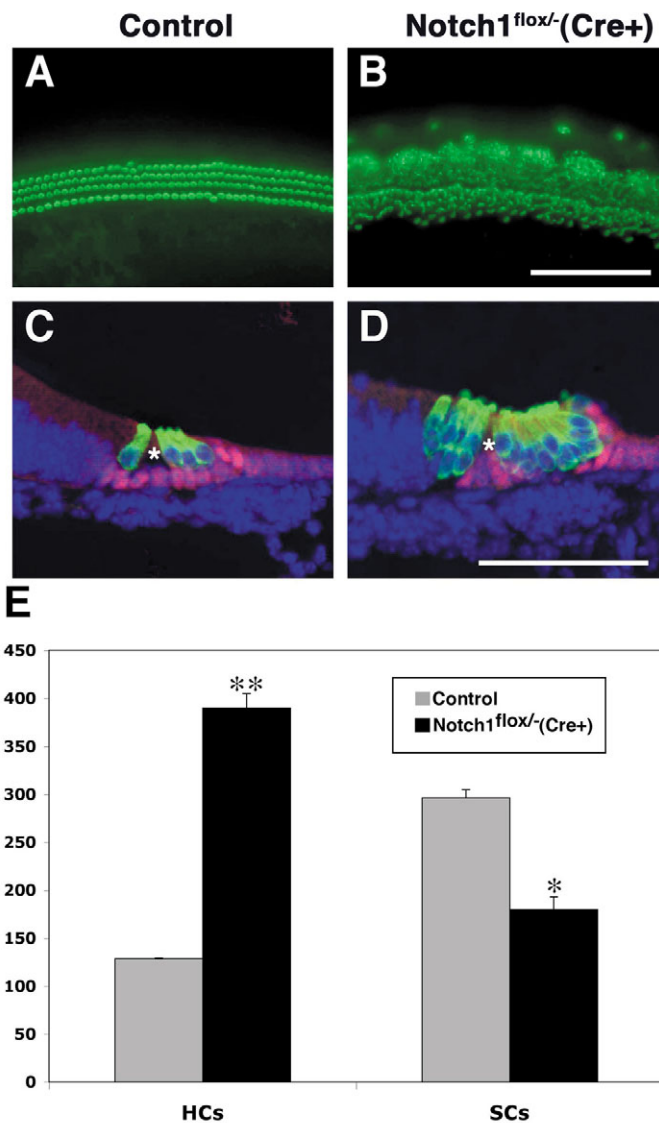 Control
Notch1flox/-(Cre+)
A
B
C
*
D
*
E
450
400
350
300
250
200
150
100
50
0
**
*
Control
Notch1flox/-(Cre+)
HCs
SCs